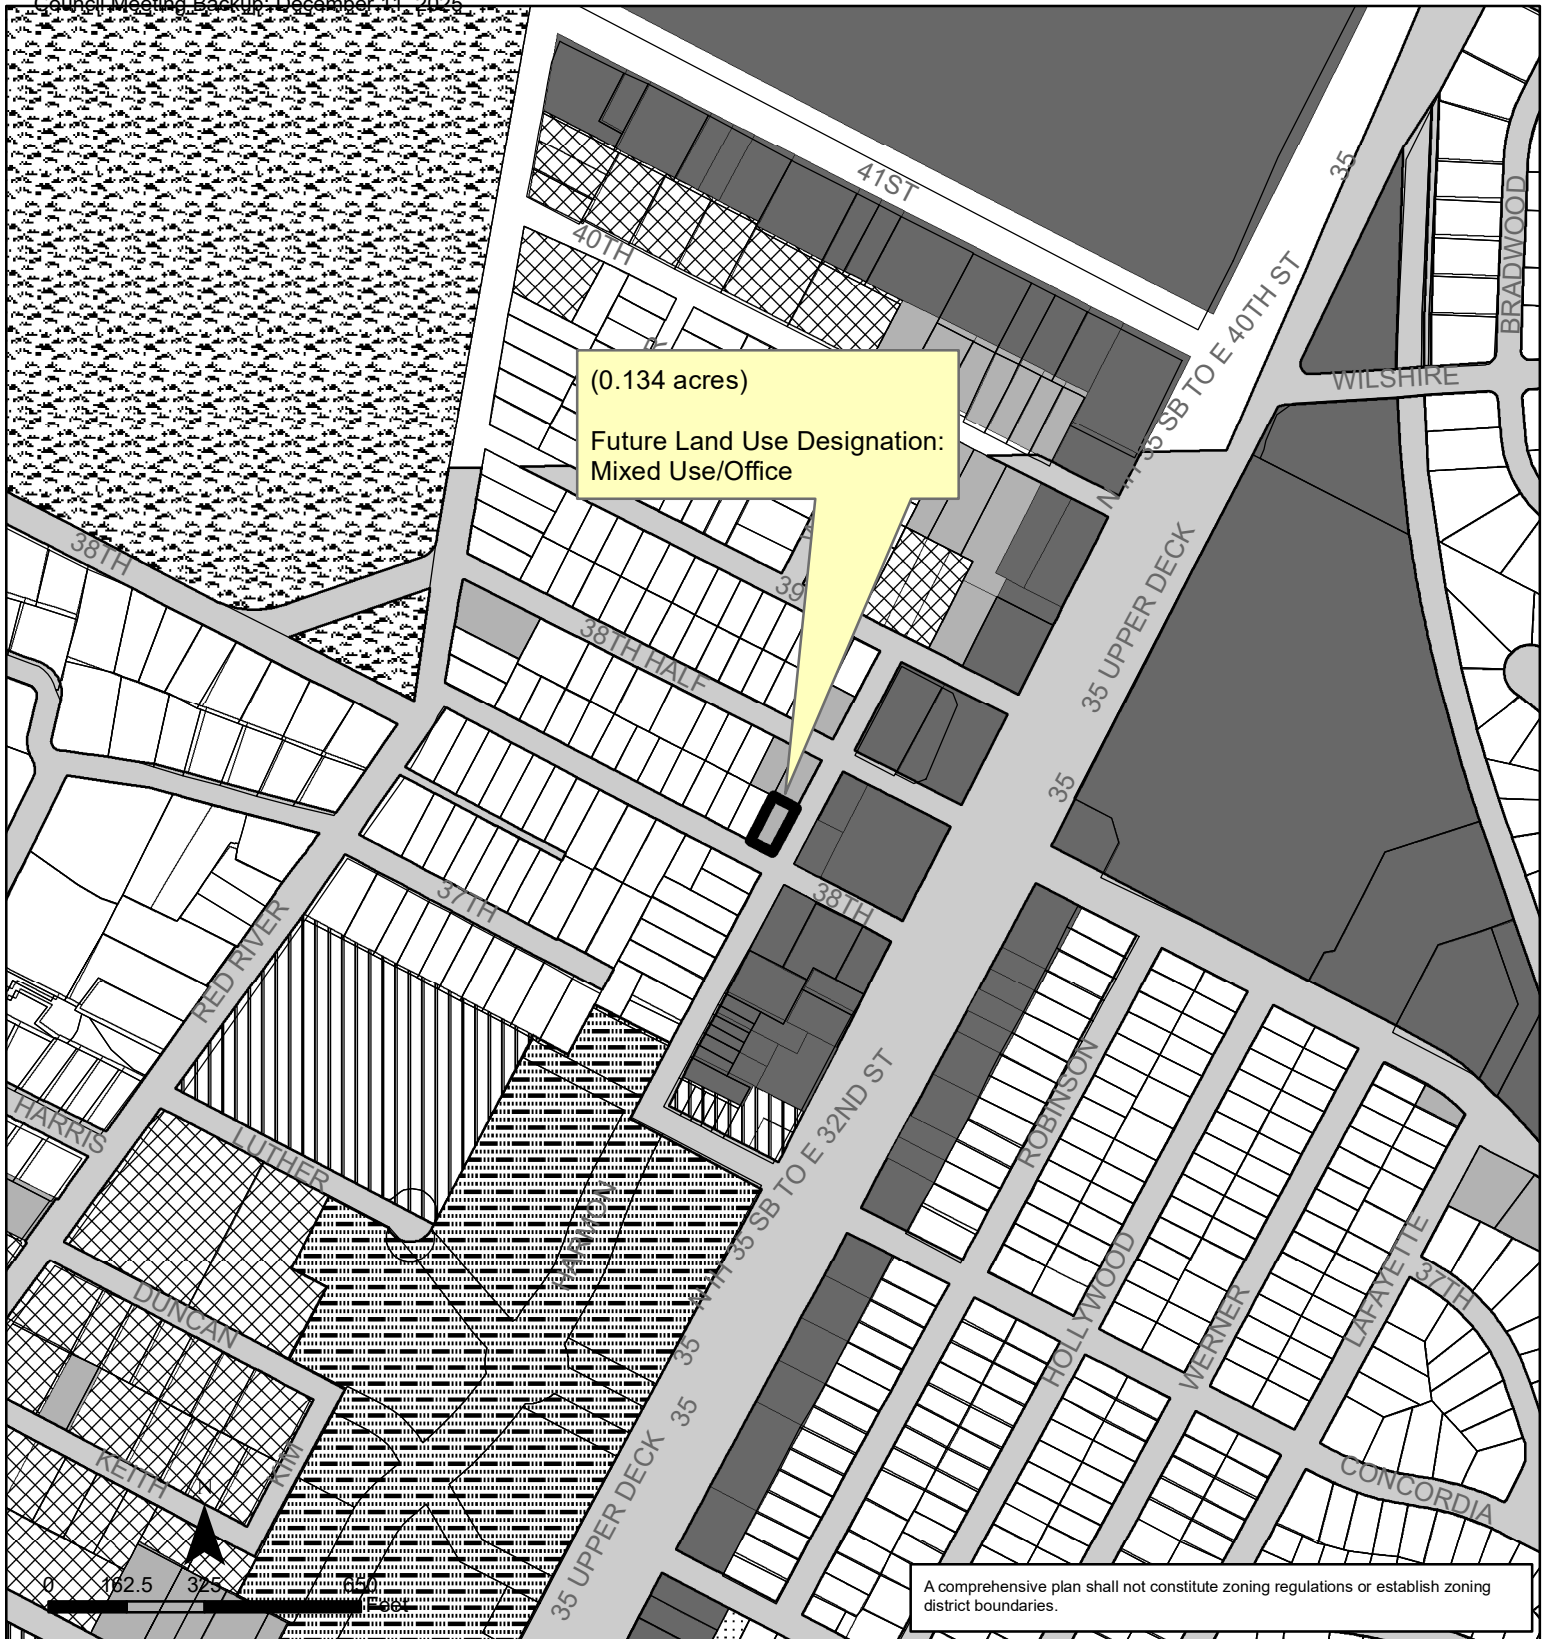 Council Meeting Backup: December 11, 2025
41ST
35
40TH
BRADWOOD
N IH 35 SB TO E 40TH ST
WILSHIRE
(0.134 acres)
Future Land Use Designation:
Mixed Use/Office
38TH
39
35 UPPER DECK
38TH HALF
35
37TH
38TH
RED RIVER
HARRIS
LUTHER
ROBINSON
HARMON
N IH 35 SB TO E 32ND ST
HOLLYWOOD
LAFAYETTE
37TH
DUNCAN
WERNER
35
35
KEITH
KIM
35 UPPER DECK
CONCORDIA
N
0 162.5 325 650
Feet
A comprehensive plan shall not constitute zoning regulations or establish zoning
district boundaries.